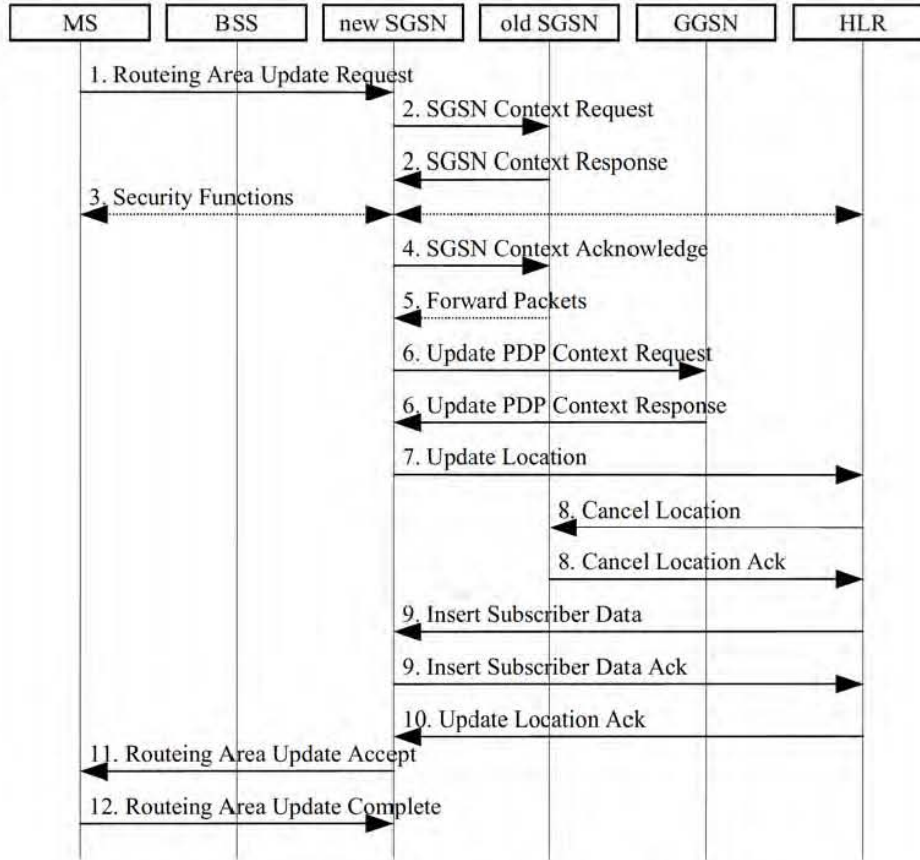 MS BSS new SGSN old SGSN GGSN HLR
1. Routeing Area Update Request
2. SGSN Context Request
2. SGSN Context Response
3. Security Functions
4. SGSN Context Acknowledge
5. Forward Packets
6. Update PDP Context Request
6. Update PDP Context Response
7. Update Location
8. Cancel Location
8. Cancel Location Ack
9. Insert Subscriber Data
9. Insert Subscriber Data Ack
10. Update Location Ack
11. Routeing Area Update Accept
12. Routeing Area Update Complete